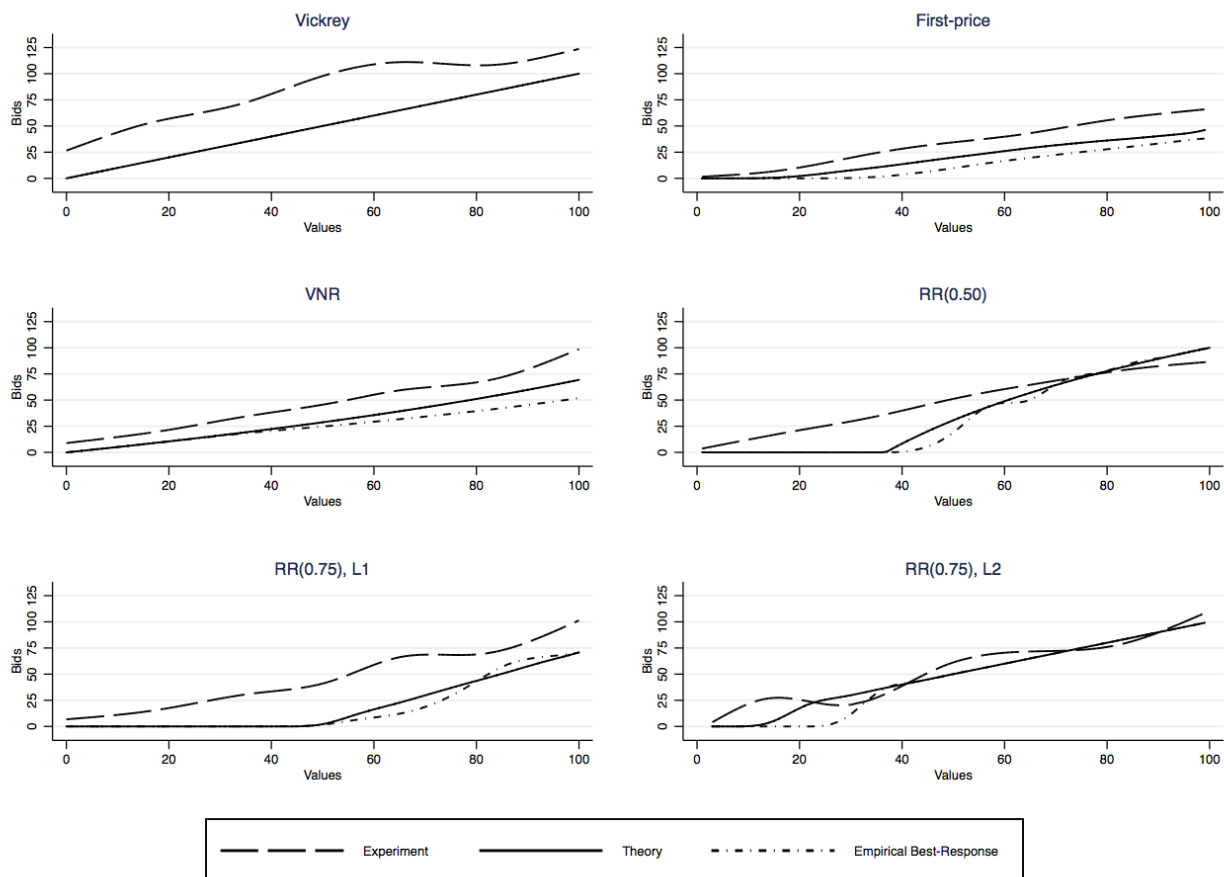 Vickrey
Bids
0 25 50 75 100 125
0 20 40 60 80 100
Values
First-price
Bids
0 25 50 75 100 125
0 20 40 60 80 100
Values
VNR
Bids
0 25 50 75 100 125
0 20 40 60 80 100
Values
RR(0.50)
Bids
0 25 50 75 100 125
0 20 40 60 80 100
Values
RR(0.75), L1
Bids
0 25 50 75 100 125
0 20 40 60 80 100
Values
RR(0.75), L2
Bids
0 25 50 75 100 125
0 20 40 60 80 100
Values
Experiment Theory Empirical Best-Response